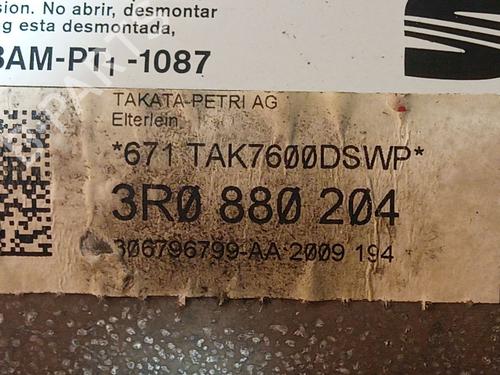 sion. No abrir, desmontar
g esta desmontada,
BAM-PT1 -1087
TAKATA-PETRI AG
Elterlein
*671 TAK7600DSWP*
3R0 880 204
306796799-AA 2009 194